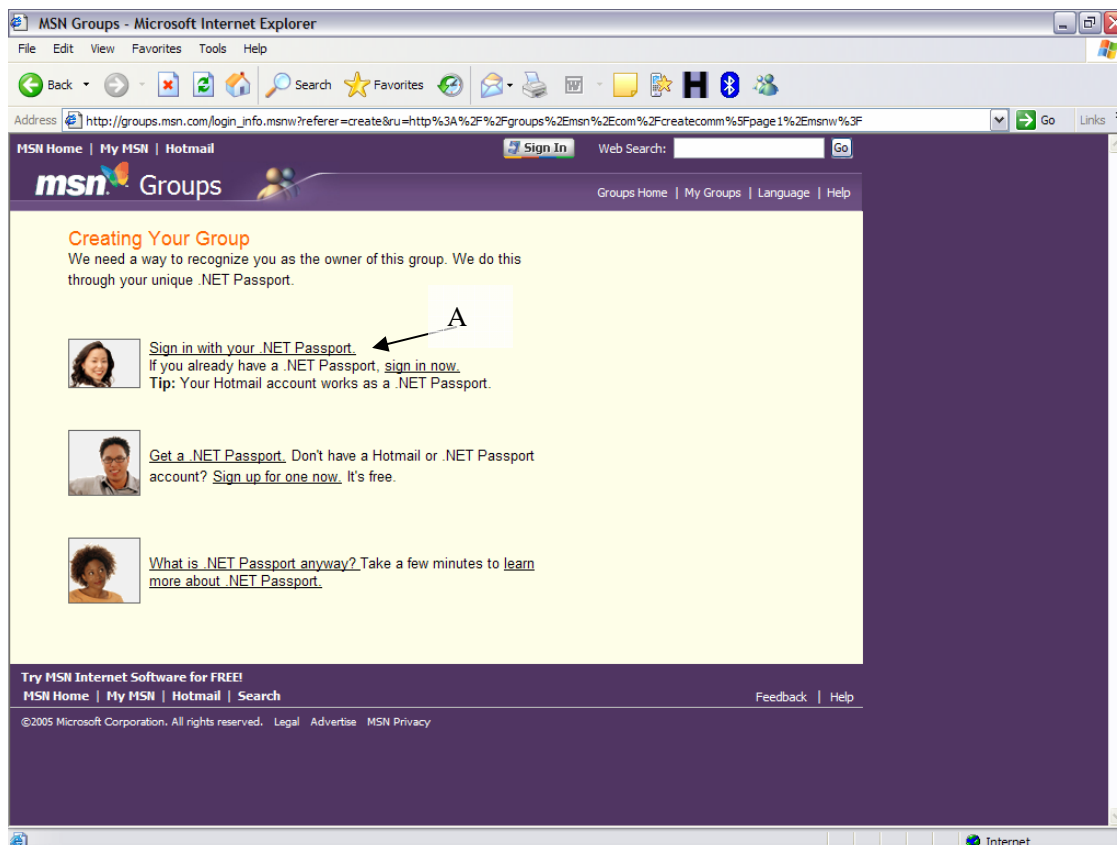 MSN Groups - Microsoft Internet Explorer
File Edit View Favorites Tools Help
Back Search Favorites
Address http://groups.msn.com/login_info.msnw?referer=create&ru=http%3A%2F%2Fgroups%2Emsn%2Ecom%2Fcreatecomm%5Fpage1%2Emsnw%3F Go Links
MSN Home | My MSN | Hotmail Sign In Web Search: Go
msn Groups
Groups Home | My Groups | Language | Help
Creating Your Group
We need a way to recognize you as the owner of this group. We do this
through your unique .NET Passport.
A
Sign in with your .NET Passport.
If you already have a .NET Passport, sign in now.
Tip: Your Hotmail account works as a .NET Passport.
Get a .NET Passport. Don't have a Hotmail or .NET Passport
account? Sign up for one now. It's free.
What is .NET Passport anyway? Take a few minutes to learn
more about .NET Passport.
Try MSN Internet Software for FREE!
MSN Home | My MSN | Hotmail | Search Feedback | Help
©2005 Microsoft Corporation. All rights reserved. Legal Advertise MSN Privacy
Internet